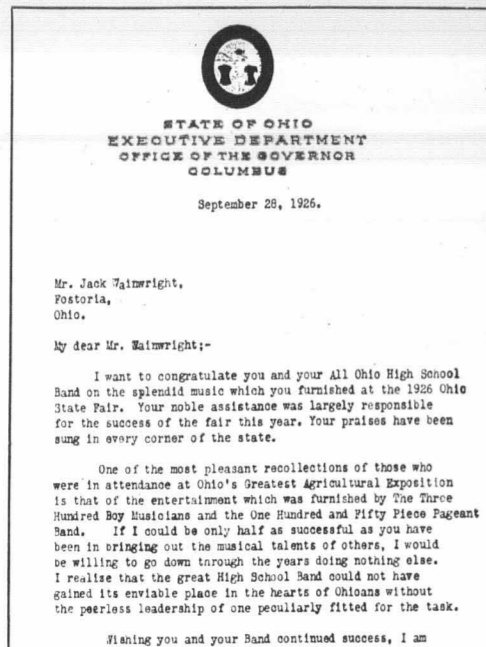 STATE OF OHIO
EXECUTIVE DEPARTMENT
OFFICE OF THE GOVERNOR
COLUMBUS
September 28, 1926.
Mr. Jack Wainwright,
Fostoria,
Ohio.
My dear Mr. Wainwright;-
I want to congratulate you and your All Ohio High School
Band on the splendid music which you furnished at the 1926 Ohio
State Fair. Your noble assistance was largely responsible
for the success of the fair this year. Your praises have been
sung in every corner of the state.
One of the most pleasant recollections of those who
were in attendance at Ohio's Greatest Agricultural Exposition
is that of the entertainment which was furnished by The Three
Hundred Boy Musicians and the One Hundred and Fifty Piece Pageant
Band. If I could be only half as successful as you have
been in bringing out the musical talents of others, I would
be willing to go down through the years doing nothing else.
I realize that the great High School Band could not have
gained its enviable place in the hearts of Ohioans without
the peerless leadership of one peculiarly fitted for the task.
Wishing you and your Band continued success, I am